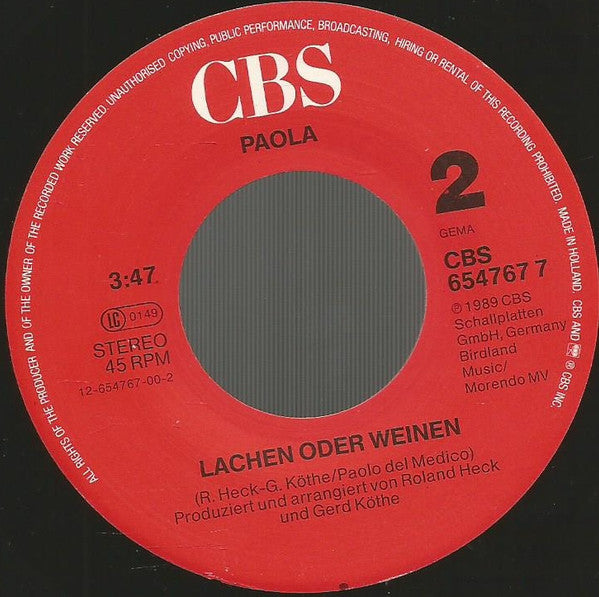 ALL RIGHTS OF THE PRODUCER AND OF THE OWNER OF THE RECORDED WORK RESERVED. UNAUTHORISED COPYING, PUBLIC PERFORMANCE, BROADCASTING, HIRING OR RENTAL OF THIS RECORDING PROHIBITED. MADE IN HOLLAND. CBS AND ® CBS INC.
CBS
PAOLA
2
GEMA
CBS
654767 7
℗ 1989 CBS
Schallplatten
GmbH, Germany
Birdland
Music/
Morendo MV
3:47
LC 0149
STEREO
45 RPM
12-654767-00-2
LACHEN ODER WEINEN
(R. Heck-G. Köthe/Paolo del Medico)
Produziert und arrangiert von Roland Heck
und Gerd Köthe